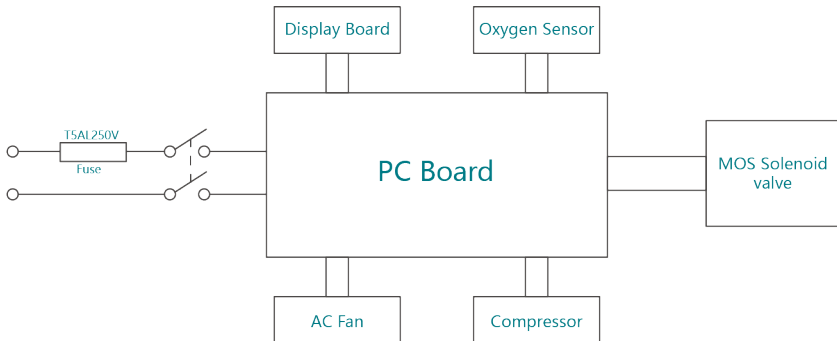 Display Board
Oxygen Sensor
T5AL250V
Fuse
PC Board
MOS Solenoid
valve
AC Fan
Compressor